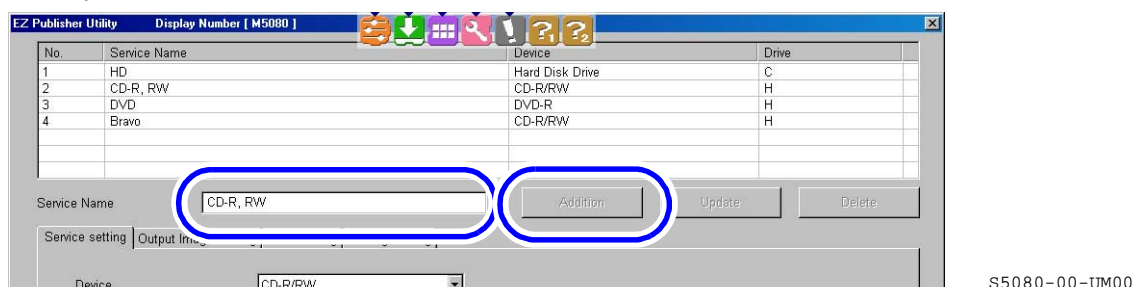 EZ Publisher Utility Display Number [ M5080 ]
No. Service Name Device Drive
1 HD Hard Disk Drive C
2 CD-R, RW CD-R/RW H
3 DVD DVD-R H
4 Bravo CD-R/RW H
Service Name CD-R, RW Addition Update Delete
Service setting Output
Device CD-R/RW
S5080-00-UM00